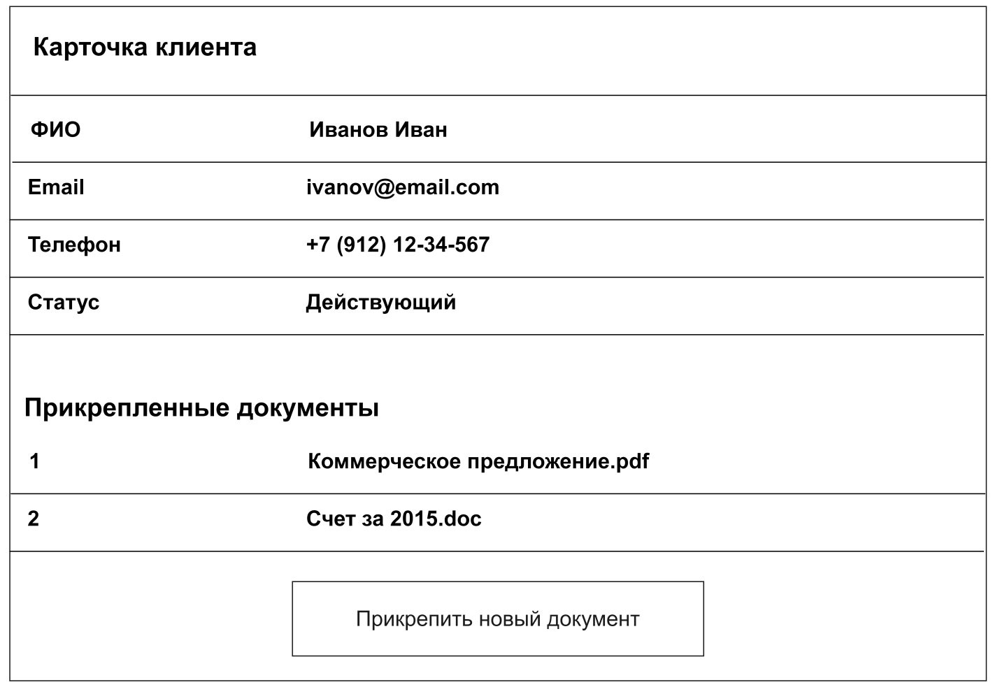 Карточка клиента
ФИО Иванов Иван
Email ivanov@email.com
Телефон +7 (912) 12-34-567
Статус Действующий
Прикрепленные документы
1 Коммерческое предложение.pdf
2 Счет за 2015.doc
Прикрепить новый документ